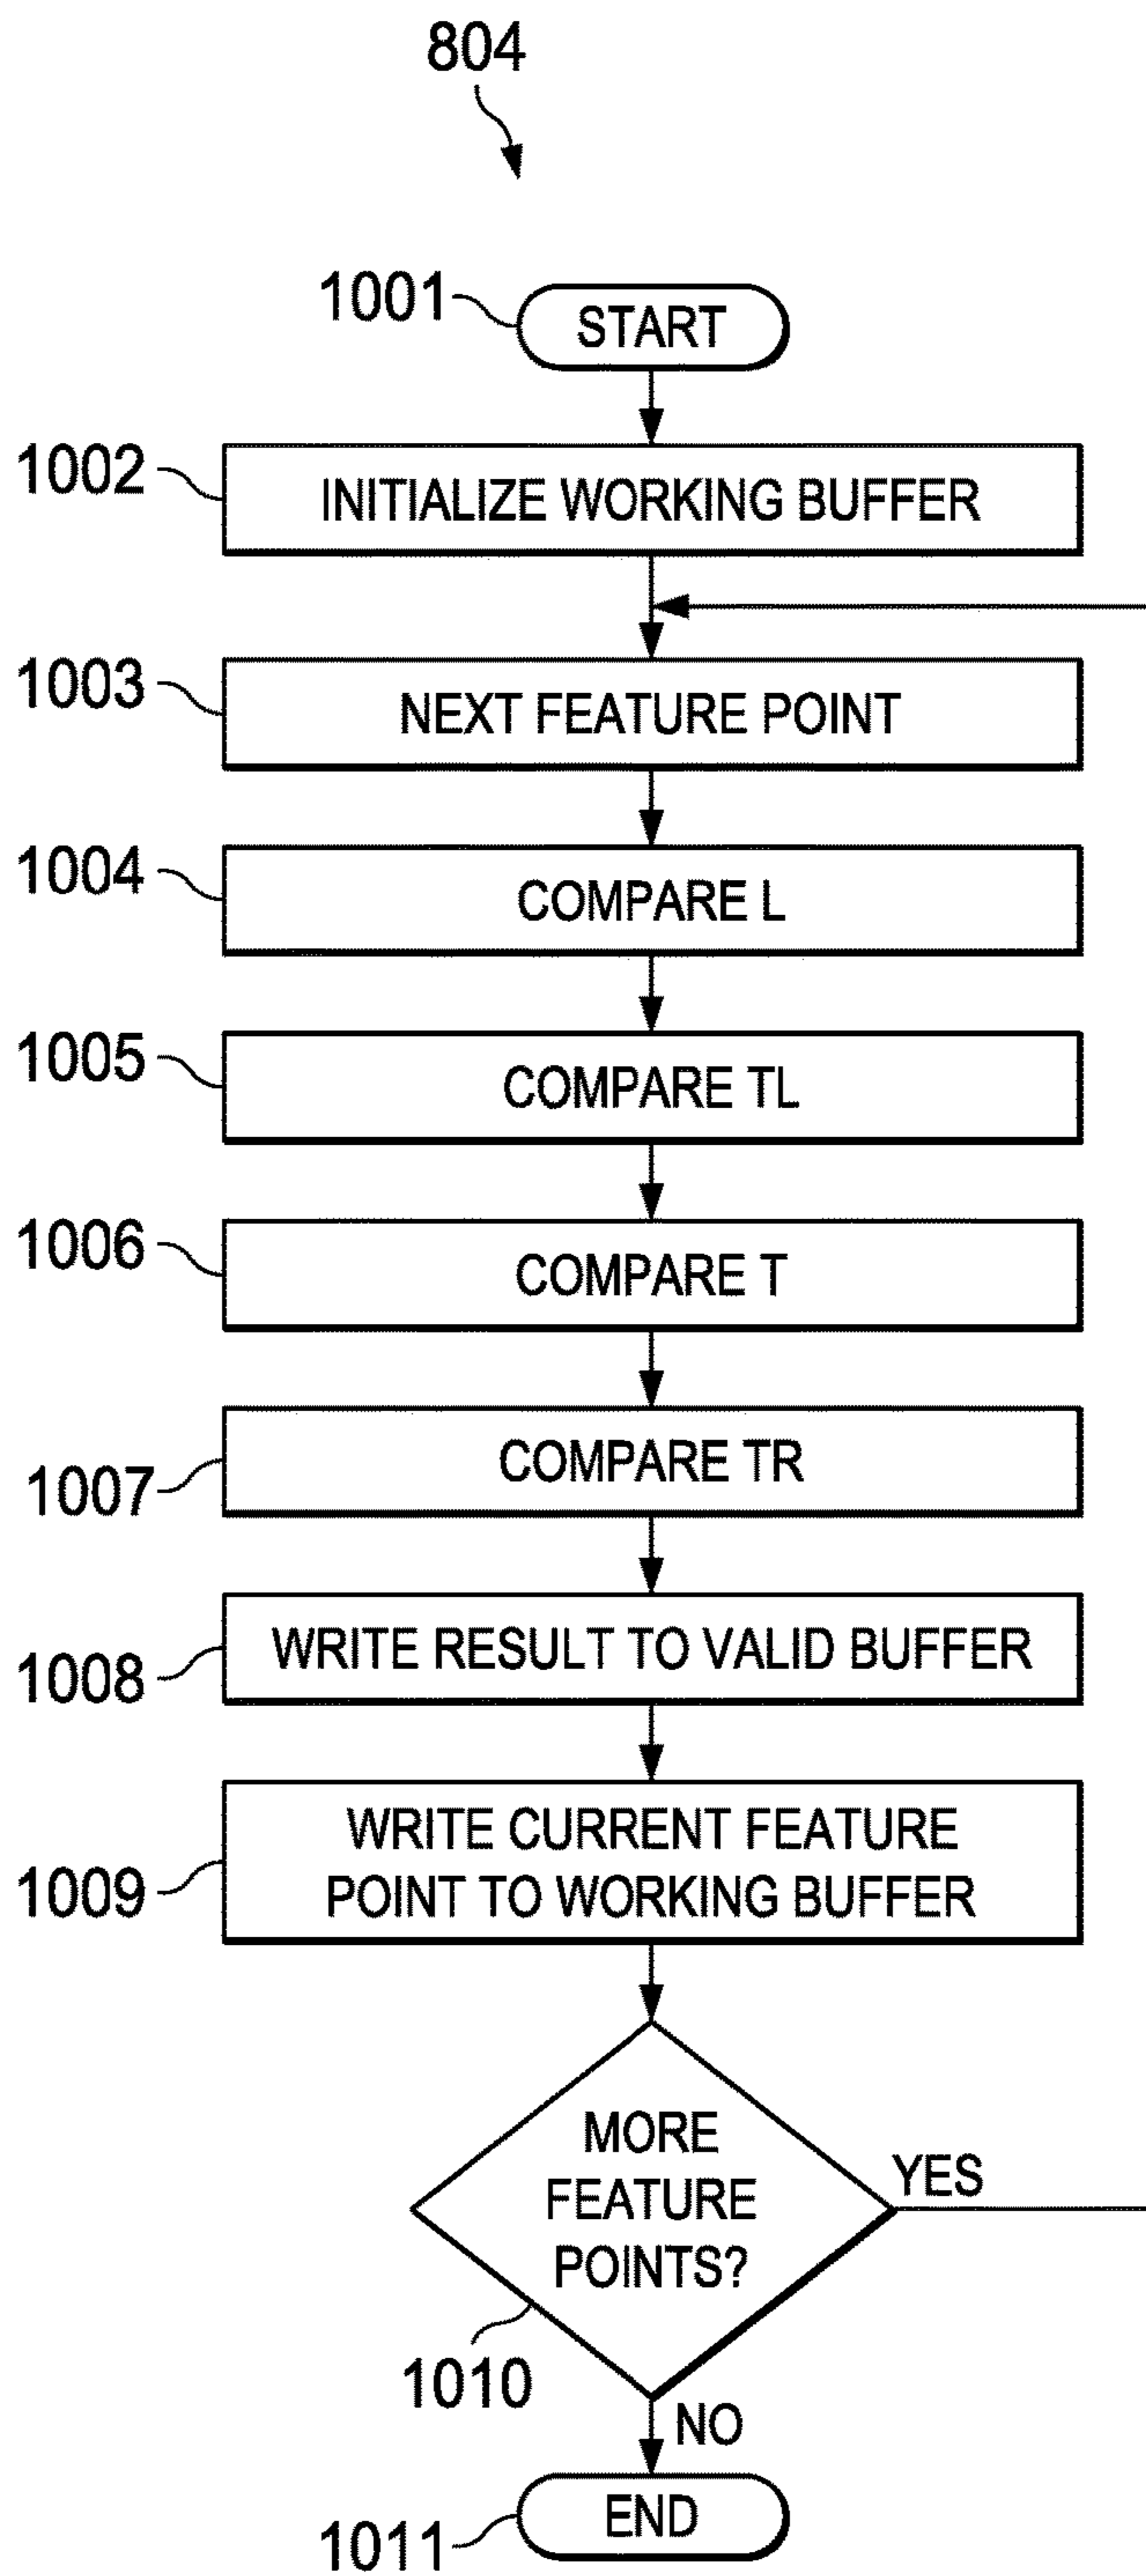 804
1001
START
1002
INITIALIZE WORKING BUFFER
1003
NEXT FEATURE POINT
1004
COMPARE L
1005
COMPARE TL
1006
COMPARE T
1007
COMPARE TR
1008
WRITE RESULT TO VALID BUFFER
1009
WRITE CURRENT FEATURE
POINT TO WORKING BUFFER
MORE
FEATURE
POINTS?
YES
1010
NO
1011
END